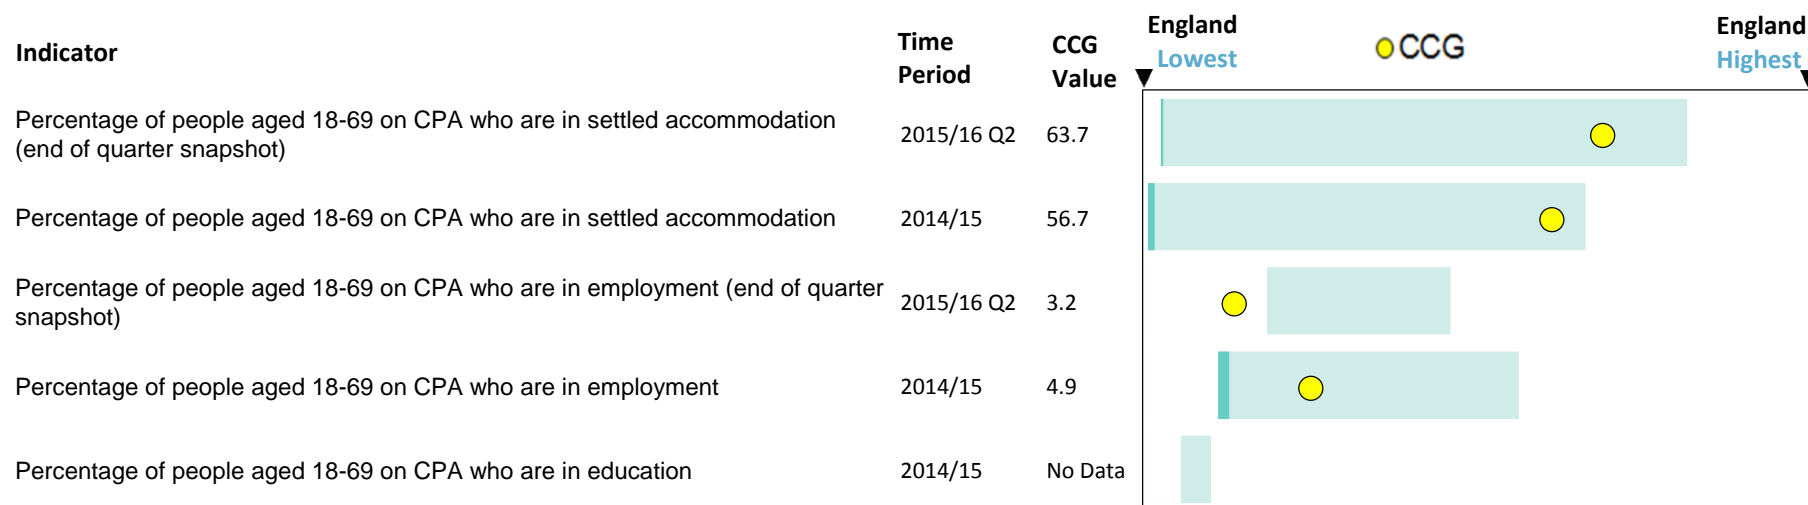 Indicator
Time
Period
CCG
Value
England
Lowest
CCG
England
Highest
Percentage of people aged 18-69 on CPA who are in settled accommodation
(end of quarter snapshot)
2015/16 Q2
63.7
Percentage of people aged 18-69 on CPA who are in settled accommodation
2014/15
56.7
Percentage of people aged 18-69 on CPA who are in employment (end of quarter
snapshot)
2015/16 Q2
3.2
Percentage of people aged 18-69 on CPA who are in employment
2014/15
4.9
Percentage of people aged 18-69 on CPA who are in education
2014/15
No Data